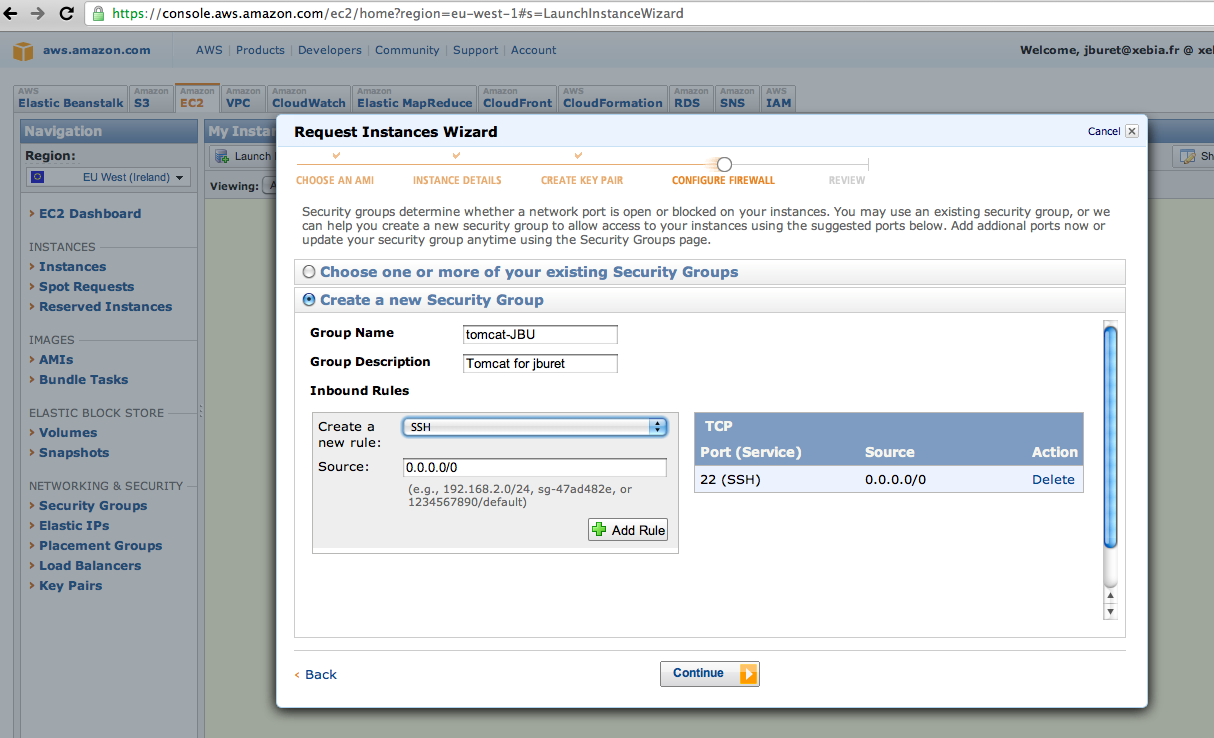 https://console.aws.amazon.com/ec2/home?region=eu-west-1#s=LaunchInstanceWizard
aws.amazon.com AWS | Products | Developers | Community | Support | Account Welcome, jburet@xebia.fr @
AWS Amazon Amazon Amazon Amazon Amazon Amazon AWS Amazon Amazon AWS
Elastic Beanstalk S3 EC2 VPC CloudWatch Elastic MapReduce CloudFront CloudFormation RDS SNS IAM
Navigation
Region:
EU West (Ireland)
EC2 Dashboard
INSTANCES
Instances
Spot Requests
Reserved Instances
IMAGES
AMIs
Bundle Tasks
ELASTIC BLOCK STORE
Volumes
Snapshots
NETWORKING & SECURITY
Security Groups
Elastic IPs
Placement Groups
Load Balancers
Key Pairs
My Instan
Launch
Sh
Viewing:
Request Instances Wizard
Cancel
CHOOSE AN AMI INSTANCE DETAILS CREATE KEY PAIR CONFIGURE FIREWALL REVIEW
Security groups determine whether a network port is open or blocked on your instances. You may use an existing security group, or we
can help you create a new security group to allow access to your instances using the suggested ports below. Add addional ports now or
update your security group anytime using the Security Groups page.
Choose one or more of your existing Security Groups
Create a new Security Group
Group Name tomcat-JBU
Group Description Tomcat for jburet
Inbound Rules
Create a
new rule:
SSH
Source: 0.0.0.0/0
(e.g., 192.168.2.0/24, sg-47ad482e, or
1234567890/default)
Add Rule
TCP
Port (Service) Source Action
22 (SSH) 0.0.0.0/0 Delete
< Back
Continue